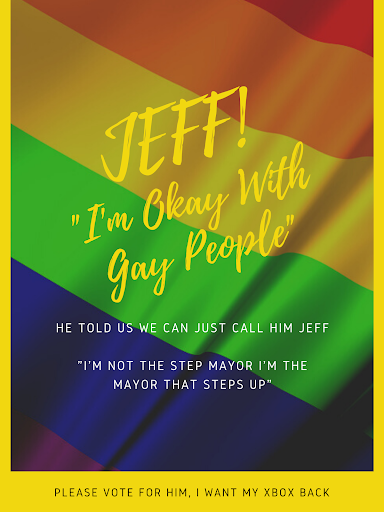 JEFF!
"I'm Okay With
Gay People"
HE TOLD US WE CAN JUST CALL HIM JEFF
"I'M NOT THE STEP MAYOR I'M THE
MAYOR THAT STEPS UP"
PLEASE VOTE FOR HIM, I WANT MY XBOX BACK